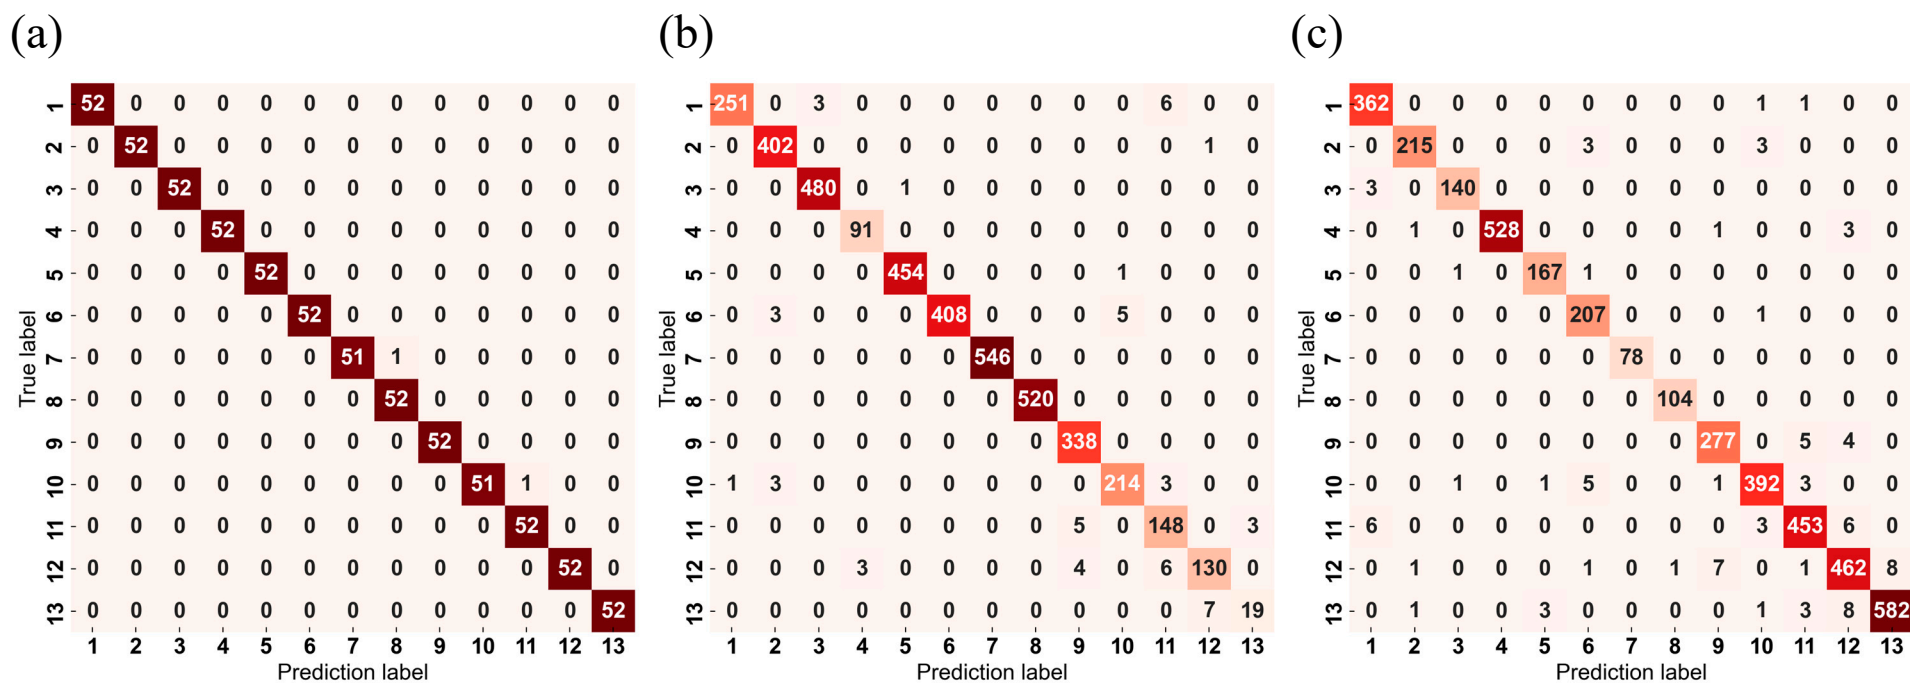 (a) (b) (c)
1 52 0 0 0 0 0 0 0 0 0 0 0 0
2 0 52 0 0 0 0 0 0 0 0 0 0 0
3 0 0 52 0 0 0 0 0 0 0 0 0 0
4 0 0 0 52 0 0 0 0 0 0 0 0 0
5 0 0 0 0 52 0 0 0 0 0 0 0 0
6 0 0 0 0 0 52 0 0 0 0 0 0 0
7 0 0 0 0 0 0 51 1 0 0 0 0 0
8 0 0 0 0 0 0 0 52 0 0 0 0 0
9 0 0 0 0 0 0 0 0 52 0 0 0 0
10 0 0 0 0 0 0 0 0 0 51 1 0 0
11 0 0 0 0 0 0 0 0 0 0 52 0 0
12 0 0 0 0 0 0 0 0 0 0 0 52 0
13 0 0 0 0 0 0 0 0 0 0 0 0 52
1 2 3 4 5 6 7 8 9 10 11 12 13
True label
Prediction label
1 251 0 3 0 0 0 0 0 0 0 6 0 0
2 0 402 0 0 0 0 0 0 0 0 0 1 0
3 0 0 480 0 1 0 0 0 0 0 0 0 0
4 0 0 0 91 0 0 0 0 0 0 0 0 0
5 0 0 0 0 454 0 0 0 0 1 0 0 0
6 0 3 0 0 0 408 0 0 0 5 0 0 0
7 0 0 0 0 0 0 546 0 0 0 0 0 0
8 0 0 0 0 0 0 0 520 0 0 0 0 0
9 0 0 0 0 0 0 0 0 338 0 0 0 0
10 1 3 0 0 0 0 0 0 0 214 3 0 0
11 0 0 0 0 0 0 0 0 5 0 148 0 3
12 0 0 0 3 0 0 0 0 4 0 6 130 0
13 0 0 0 0 0 0 0 0 0 0 0 7 19
1 2 3 4 5 6 7 8 9 10 11 12 13
True label
Prediction label
1 362 0 0 0 0 0 0 0 0 1 1 0 0
2 0 215 0 0 0 3 0 0 0 3 0 0 0
3 3 0 140 0 0 0 0 0 0 0 0 0 0
4 0 1 0 528 0 0 0 0 1 0 0 3 0
5 0 0 1 0 167 1 0 0 0 0 0 0 0
6 0 0 0 0 0 207 0 0 0 1 0 0 0
7 0 0 0 0 0 0 78 0 0 0 0 0 0
8 0 0 0 0 0 0 0 104 0 0 0 0 0
9 0 0 0 0 0 0 0 0 277 0 5 4 0
10 0 0 1 0 1 5 0 0 1 392 3 0 0
11 6 0 0 0 0 0 0 0 0 3 453 6 0
12 0 1 0 0 0 1 0 1 7 0 1 462 8
13 0 1 0 0 3 0 0 0 0 1 3 8 582
1 2 3 4 5 6 7 8 9 10 11 12 13
True label
Prediction label